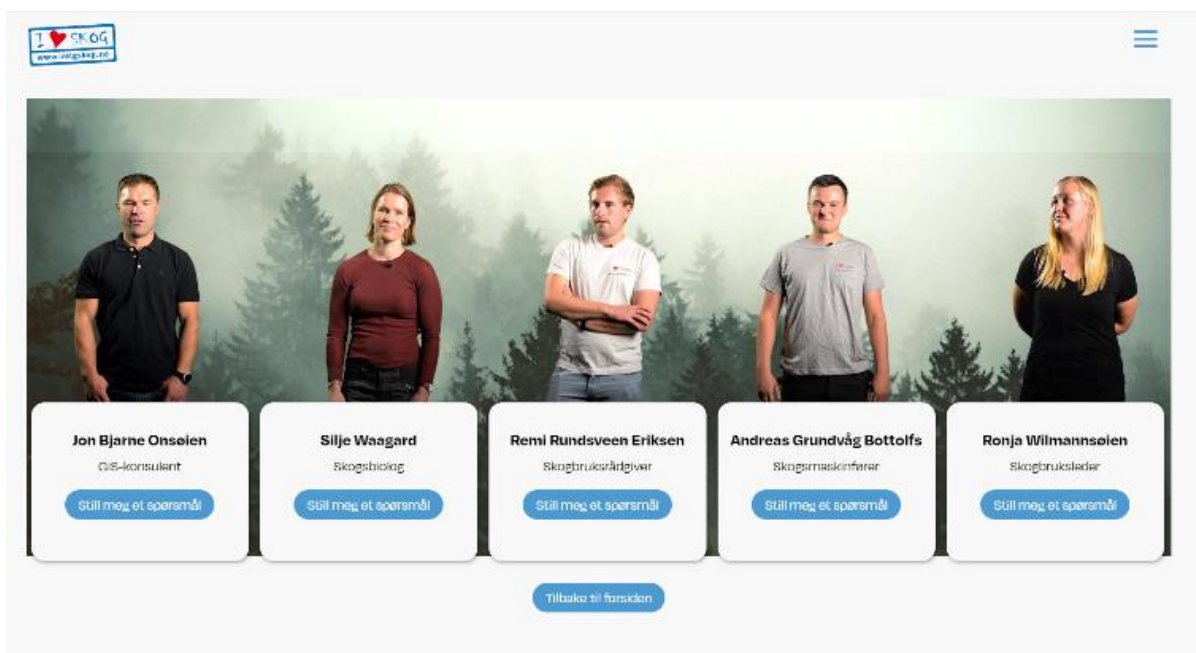 I ♥ SKOG
www.velgskog.no
Jon Bjarne Onsøien
GIS-konsulent
Still meg et spørsmål
Silje Waagard
Skogsbiolog
Still meg et spørsmål
Remi Rundsveen Eriksen
Skogbruksrådgiver
Still meg et spørsmål
Andreas Grundvåg Bottolfs
Skogsmaskinfører
Still meg et spørsmål
Ronja Wilmannsøien
Skogbruksleder
Still meg et spørsmål
Tilbake til forsiden